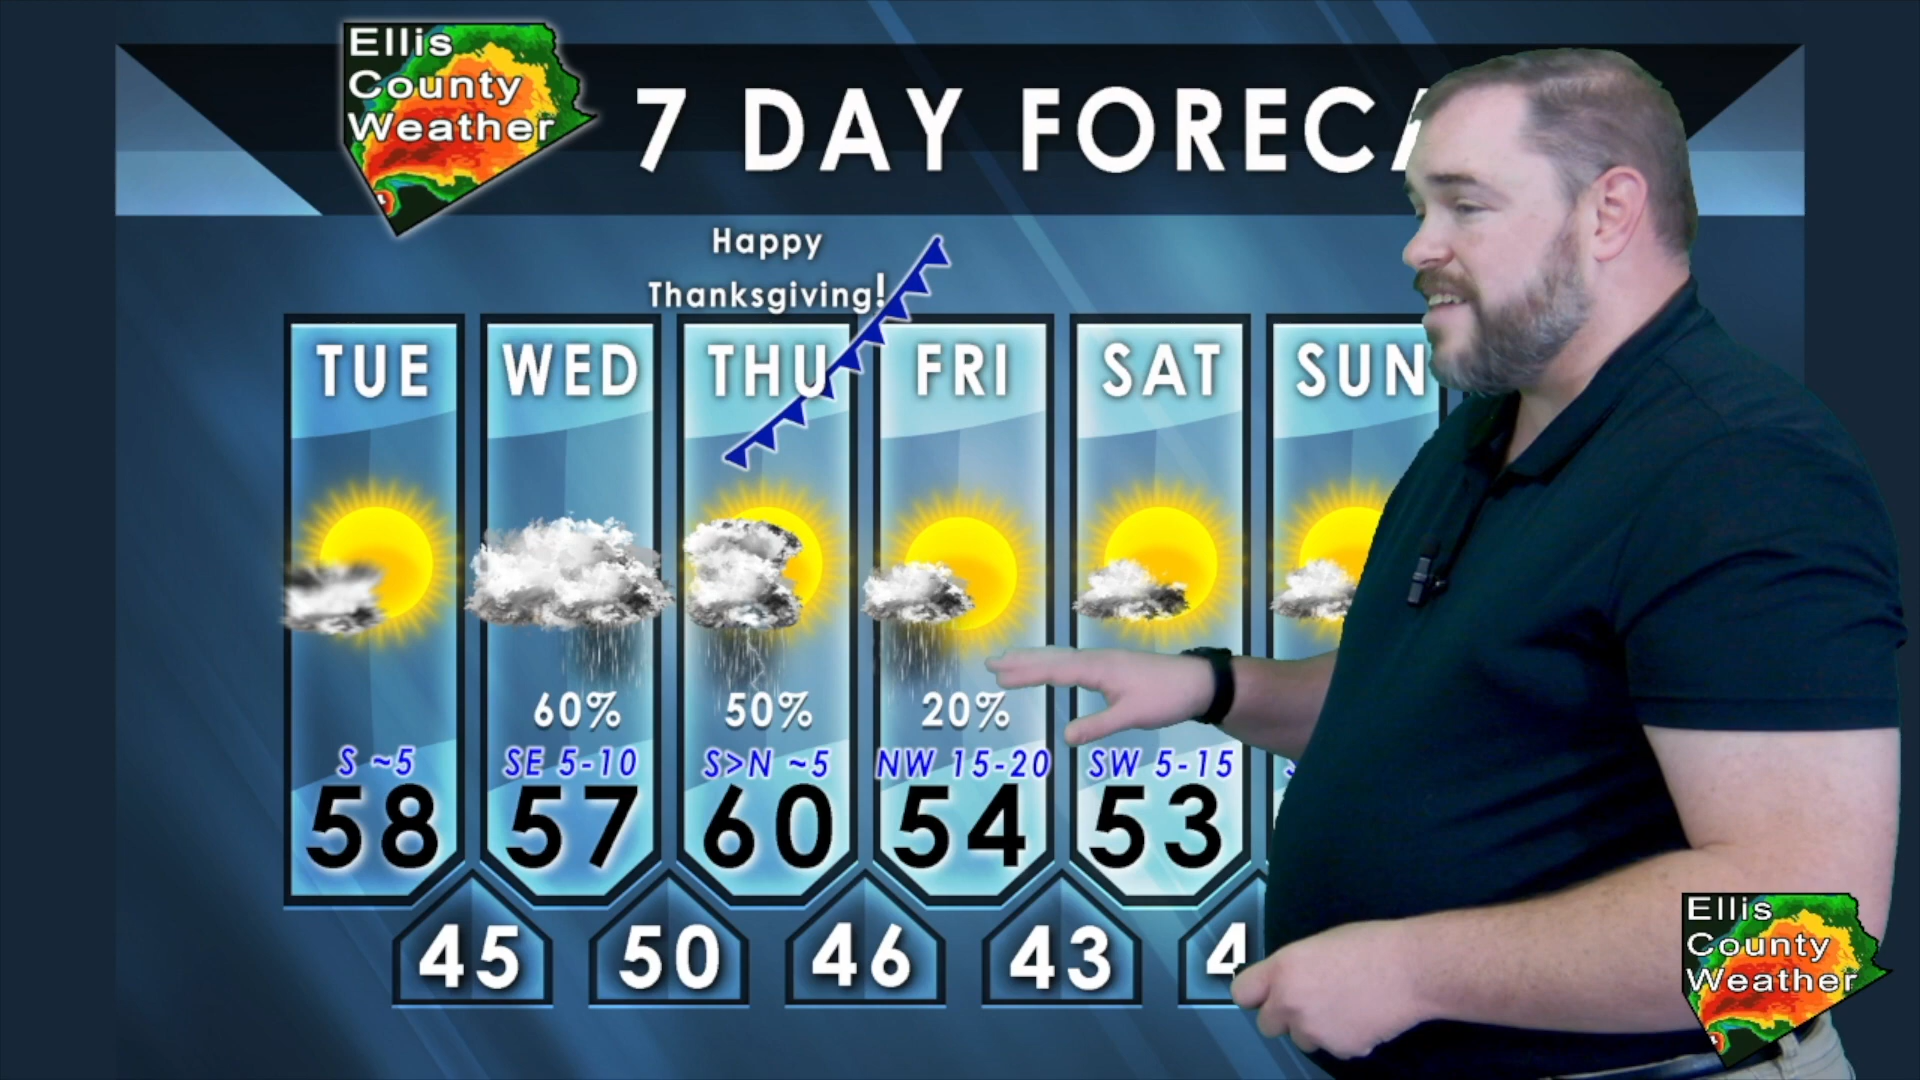 Ellis
County
Weather
7 DAY FORECA
Happy
Thanksgiving!
TUE WED THU FRI SAT SUN
60% 50% 20%
S ~5 SE 5-10 S>N ~5 NW 15-20 SW 5-15
58 57 60 54 53
45 50 46 43 4
Ellis
County
Weather